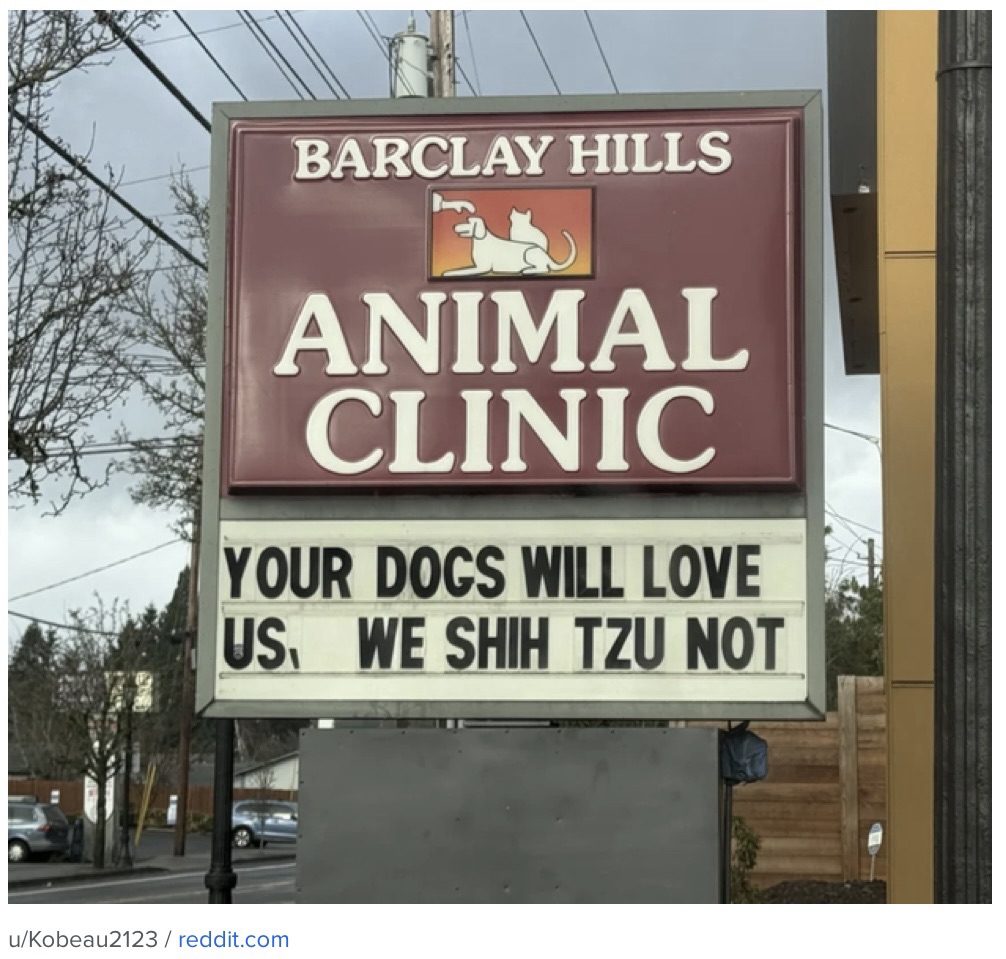 BARCLAY HILLS
ANIMAL
CLINIC
YOUR DOGS WILL LOVE
US, WE SHIH TZU NOT
u/Kobeau2123 / reddit.com